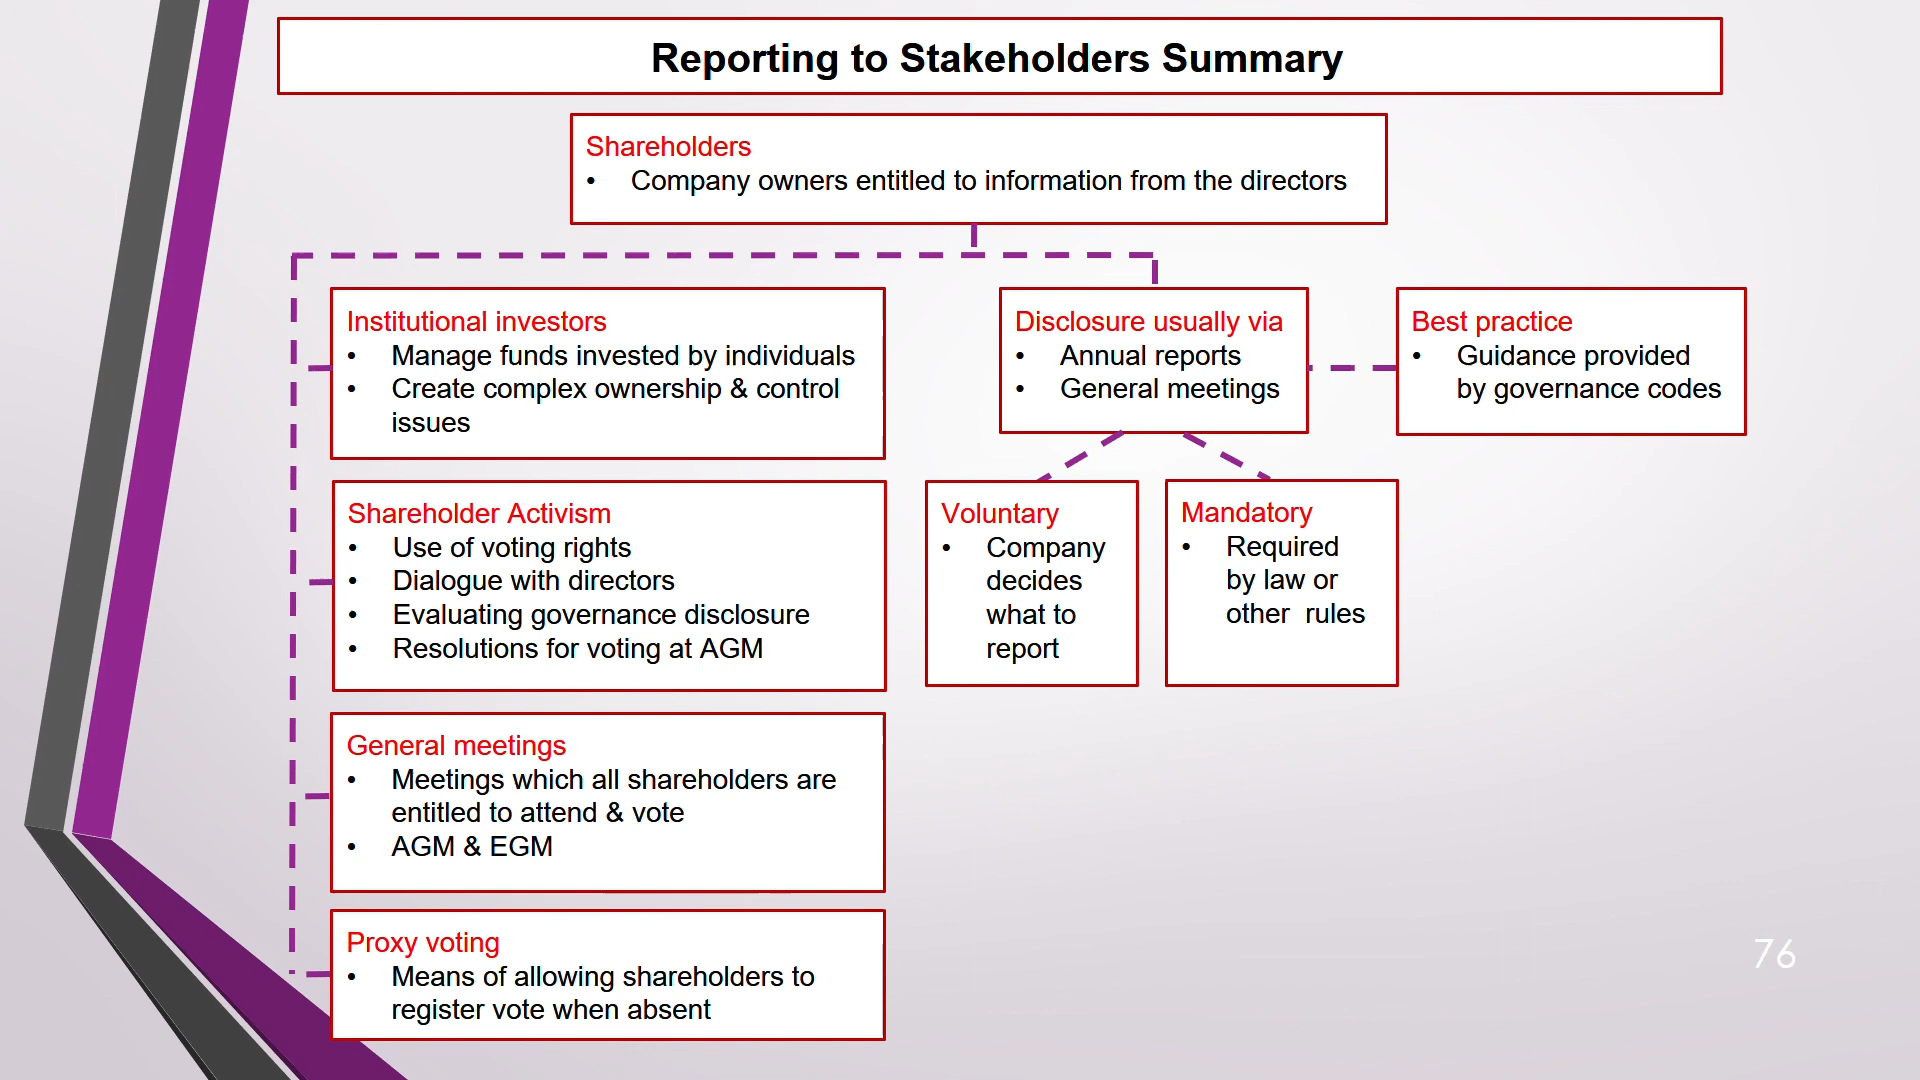 Reporting to Stakeholders Summary
Shareholders
• Company owners entitled to information from the directors
Institutional investors
• Manage funds invested by individuals
• Create complex ownership & control
issues
Disclosure usually via
• Annual reports
• General meetings
Best practice
• Guidance provided
by governance codes
Shareholder Activism
• Use of voting rights
• Dialogue with directors
• Evaluating governance disclosure
• Resolutions for voting at AGM
Voluntary
• Company
decides
what to
report
Mandatory
• Required
by law or
other rules
General meetings
• Meetings which all shareholders are
entitled to attend & vote
• AGM & EGM
Proxy voting
• Means of allowing shareholders to
register vote when absent
76